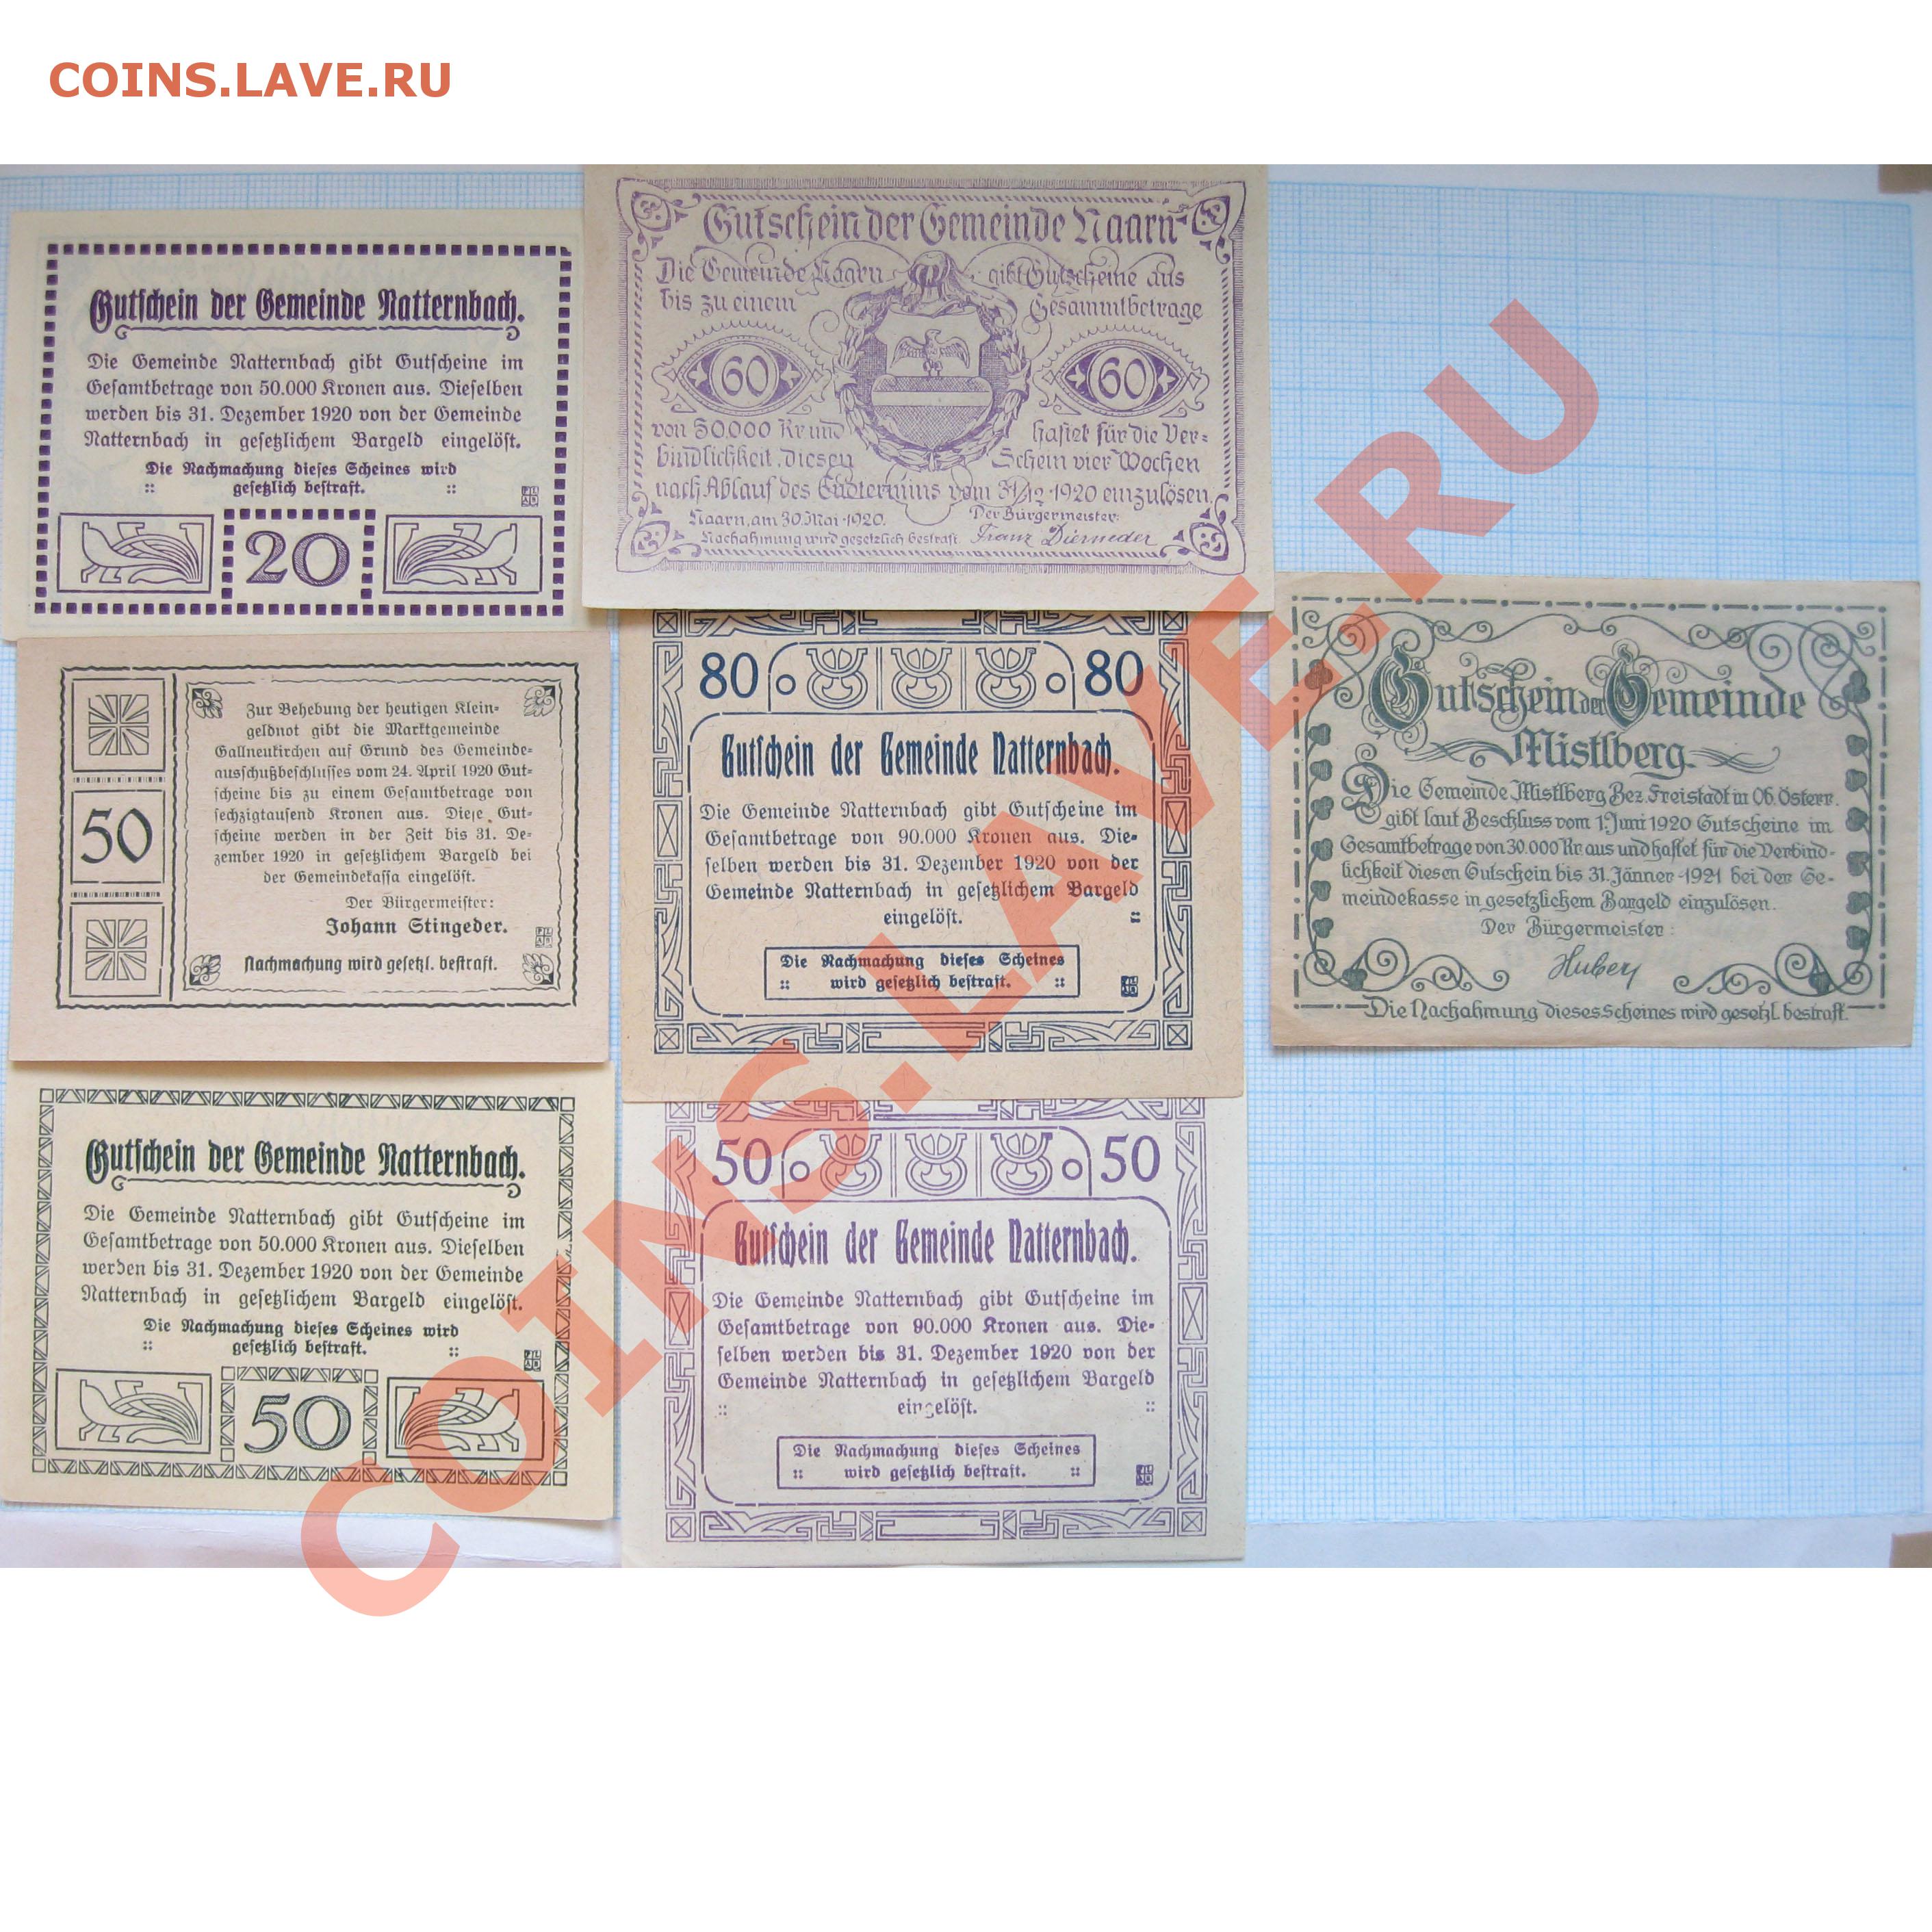 COINS.LAVE.RU
Gutschein der Gemeinde Natternbach.
Die Gemeinde Natternbach gibt Gutscheine im
Gesamtbetrage von 50.000 Kronen aus. Dieselben
werden bis 31. Dezember 1920 von der Gemeinde
Natternbach in gesetzlichem Bargeld eingelöst.
Die Nachmachung dieses Scheines wird
:: gesetzlich bestraft. ::
20
50
Zur Behebung der heutigen Klein-
geldnot gibt die Marktgemeinde
Gallneukirchen auf Grund des Gemeinde-
ausschußbeschlusses vom 24. April 1920 Gut-
scheine bis zu einem Gesamtbetrage von
sechzigtausend Kronen aus. Diese Gut-
scheine werden in der Zeit bis 31. De-
zember 1920 in gesetzlichem Bargeld bei
der Gemeindekassa eingelöst.
Der Bürgermeister:
Johann Stingeder.
Nachmachung wird gesetzl. bestraft.
Gutschein der Gemeinde Natternbach.
Die Gemeinde Natternbach gibt Gutscheine im
Gesamtbetrage von 50.000 Kronen aus. Dieselben
werden bis 31. Dezember 1920 von der Gemeinde
Natternbach in gesetzlichem Bargeld eingelöst.
Die Nachmachung dieses Scheines wird
:: gesetzlich bestraft. ::
50
Gutschein der Gemeinde Naarn
Die Gemeinde Naarn gibt Gutscheine aus
bis zu einem Gesammtbetrage
60 60
von 50.000 Kr und haftet für die Ver-
bindlichkeit, diesen Schein vier Wochen
nach Ablauf des Endtermins vom 31/12·1920 einzulösen.
Naarn, am 30. Mai·1920. Der Bürgermeister:
Nachahmung wird gesetzlich bestraft. Franz Dierneder
80 80
Gutschein der Gemeinde Natternbach.
Die Gemeinde Natternbach gibt Gutscheine im
Gesamtbetrage von 90.000 Kronen aus. Die-
selben werden bis 31. Dezember 1920 von der
Gemeinde Natternbach in gesetzlichem Bargeld
eingelöst. ::
Die Nachmachung dieses Scheines
:: wird gesetzlich bestraft. ::
50 50
Gutschein der Gemeinde Natternbach.
Die Gemeinde Natternbach gibt Gutscheine im
Gesamtbetrage von 90.000 Kronen aus. Die-
selben werden bis 31. Dezember 1920 von der
Gemeinde Natternbach in gesetzlichem Bargeld
:: eingelöst. ::
Die Nachmachung dieses Scheines
:: wird gesetzlich bestraft. ::
Gutschein der Gemeinde
Mistlberg.
Die Gemeinde Mistlberg Bez. Freistadt in Ob. Österr.
gibt laut Beschluss vom 1. Juni 1920 Gutscheine im
Gesamtbetrage von 30.000 Kr aus und haftet für die Verbind-
lichkeit diesen Gutschein bis 31. Jänner·1921 bei der Ge-
meindekasse in gesetzlichem Bargeld einzulösen.
Der Bürgermeister:
Huber
Die Nachahmung dieses Scheines wird gesetzl. bestraft.
COINS.LAVE.RU